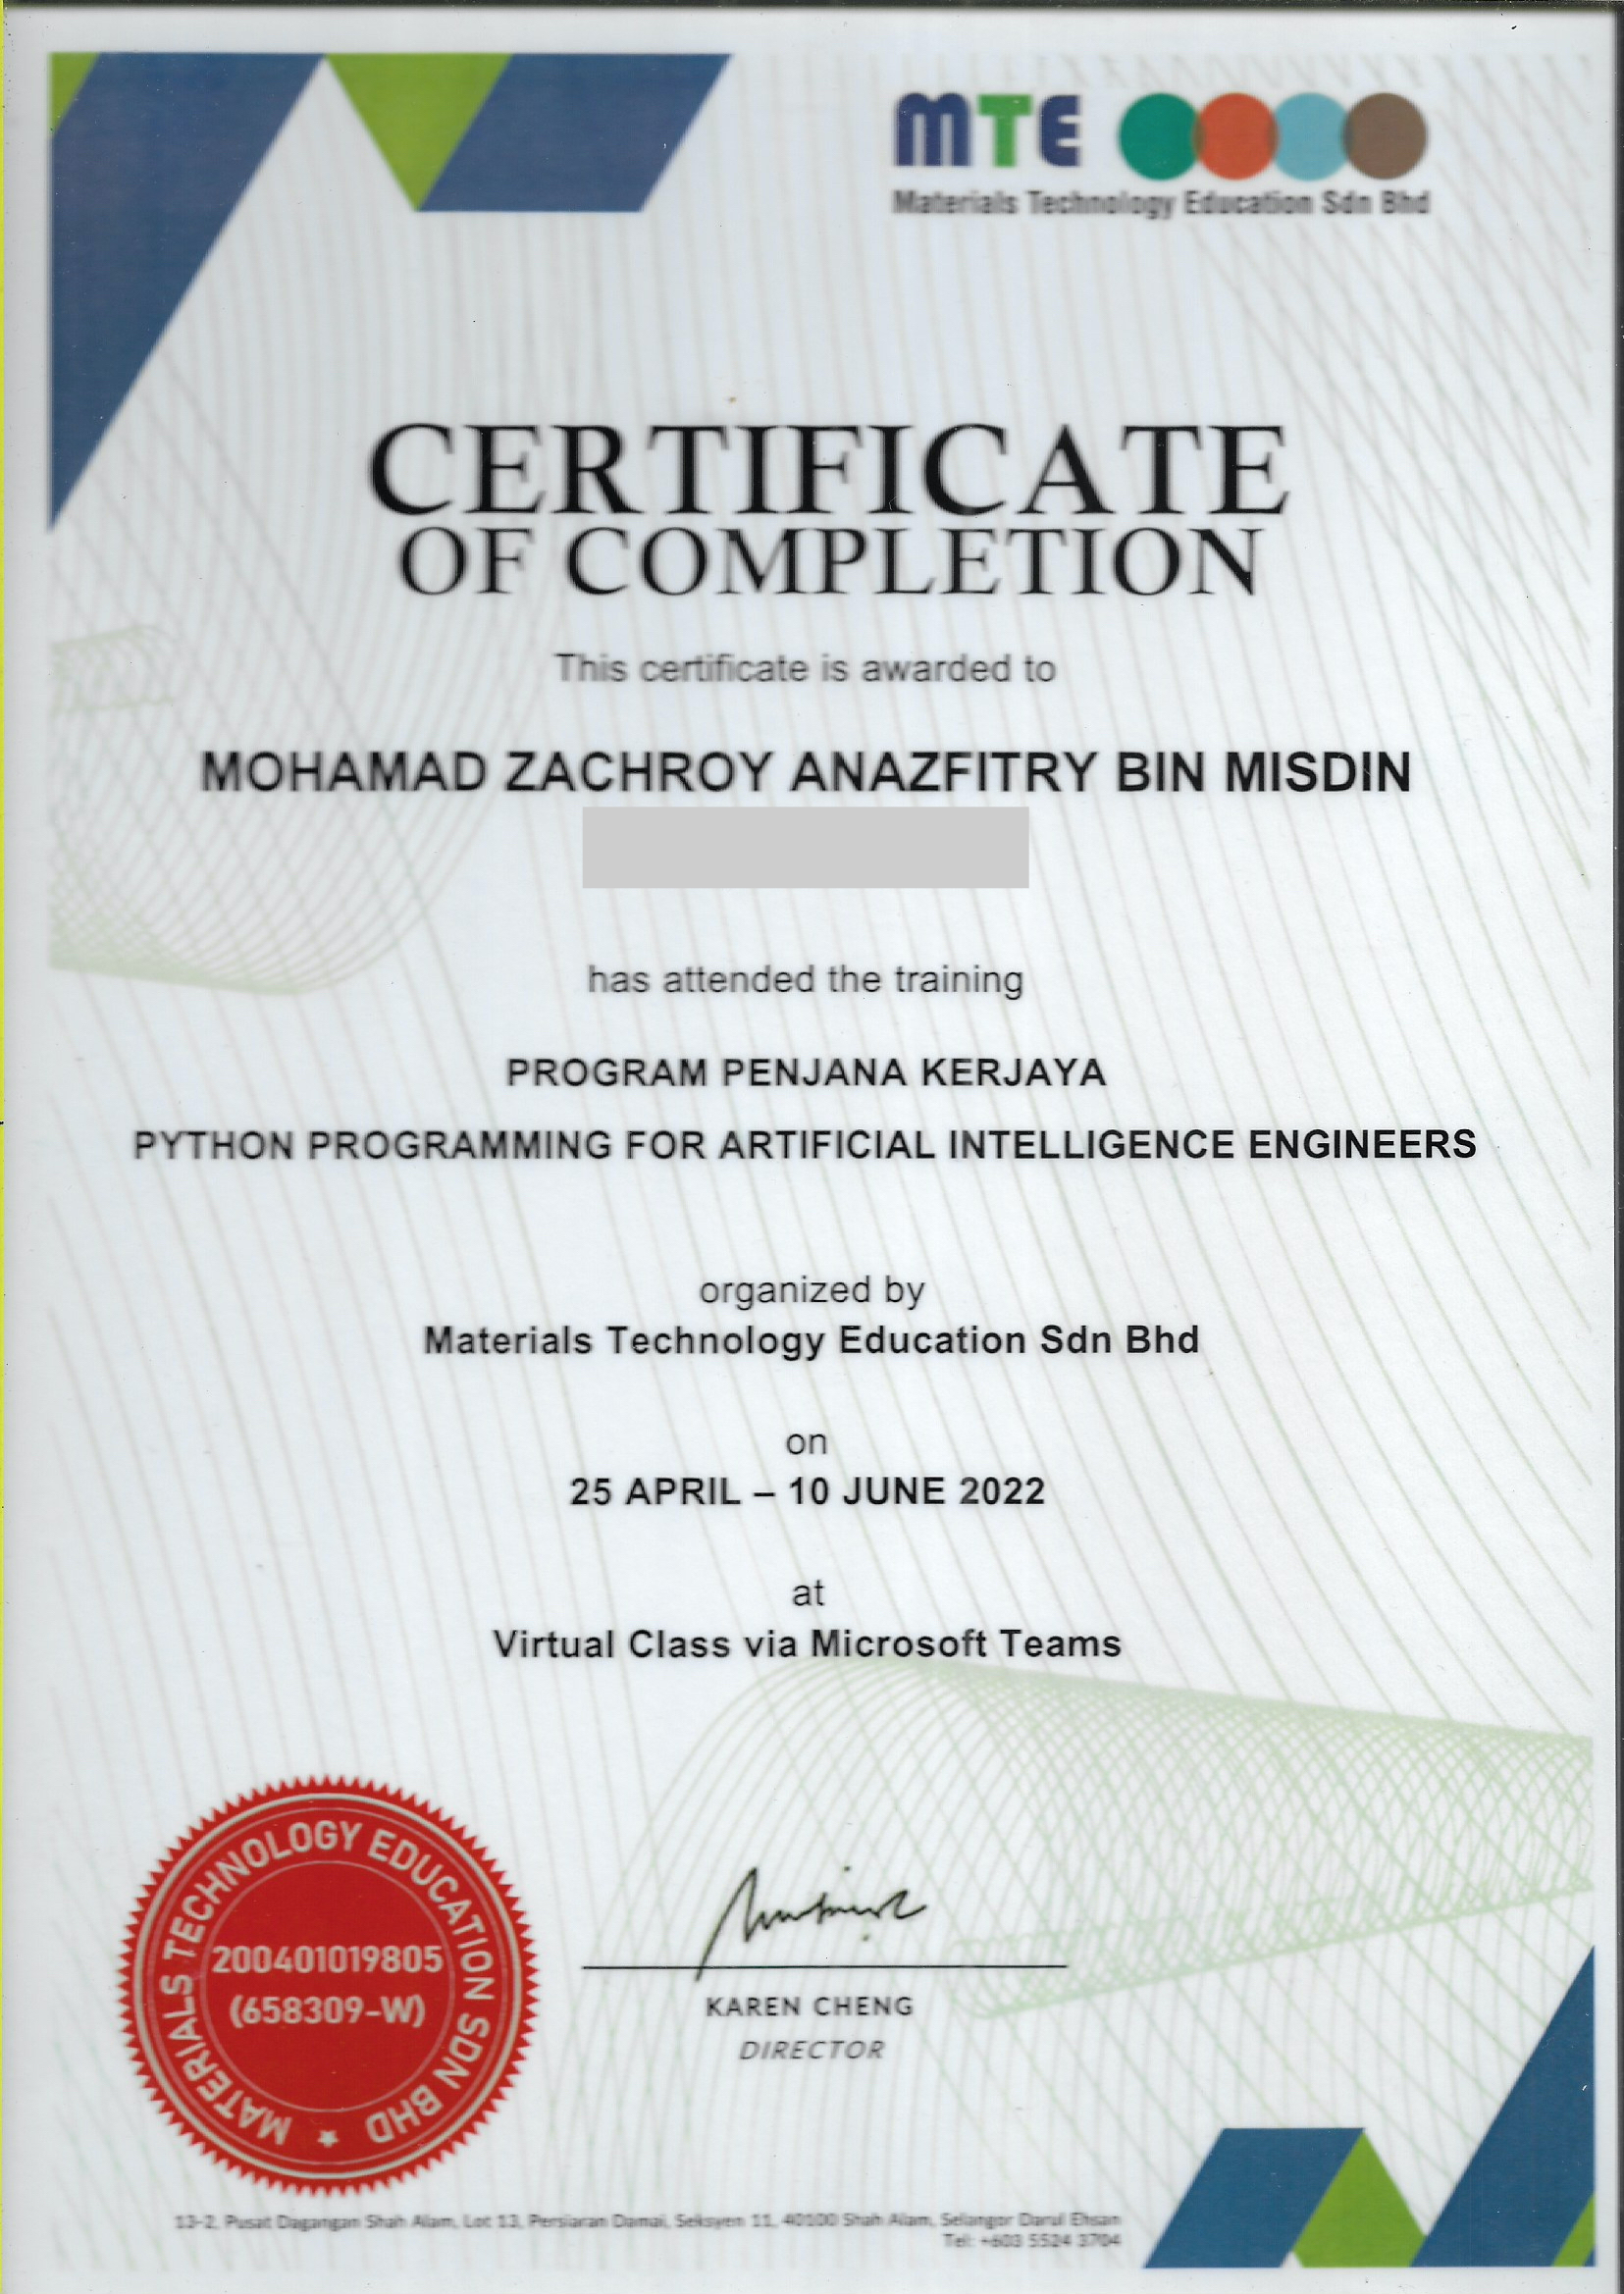 MTE
Materials Technology Education Sdn Bhd
CERTIFICATE
OF COMPLETION
This certificate is awarded to
MOHAMAD ZACHROY ANAZFITRY BIN MISDIN
has attended the training
PROGRAM PENJANA KERJAYA
PYTHON PROGRAMMING FOR ARTIFICIAL INTELLIGENCE ENGINEERS
organized by
Materials Technology Education Sdn Bhd
on
25 APRIL – 10 JUNE 2022
at
Virtual Class via Microsoft Teams
MATERIALS TECHNOLOGY EDUCATION SDN BHD
200401019805
(658309-W)
KAREN CHENG
DIRECTOR
13-2, Pusat Dagangan Shah Alam, Lot 13, Persiaran Damai, Seksyen 11, 40100 Shah Alam, Selangor Darul Ehsan
Tel: +603 5524 3704